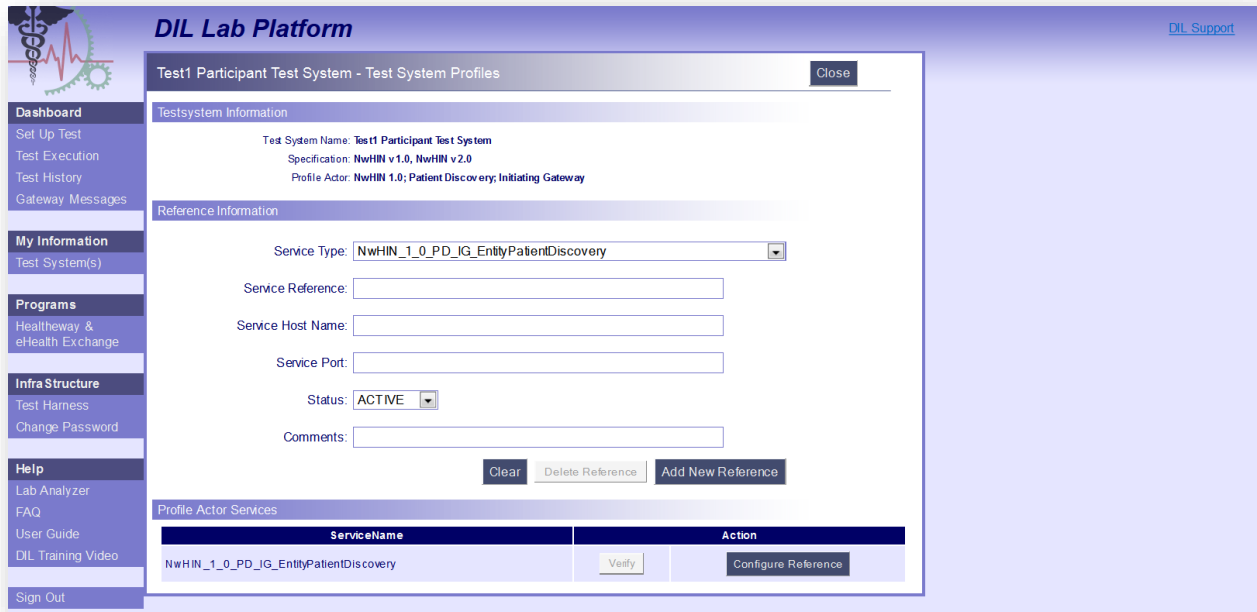 DIL Lab Platform
DIL Support
Test1 Participant Test System - Test System Profiles
Close
Dashboard
Set Up Test
Test Execution
Test History
Gateway Messages
My Information
Test System(s)
Programs
Healtheway &
eHealth Exchange
InfraStructure
Test Harness
Change Password
Help
Lab Analyzer
FAQ
User Guide
DIL Training Video
Sign Out
Testsystem Information
Test System Name: Test1 Participant Test System
Specification: NwHIN v1.0, NwHIN v2.0
Profile Actor: NwHIN 1.0; Patient Discovery; Initiating Gateway
Reference Information
Service Type: NwHIN_1_0_PD_IG_EntityPatientDiscovery
Service Reference:
Service Host Name:
Service Port:
Status: ACTIVE
Comments:
Clear Delete Reference Add New Reference
Profile Actor Services
ServiceName Action
NwHIN_1_0_PD_IG_EntityPatientDiscovery Verify Configure Reference